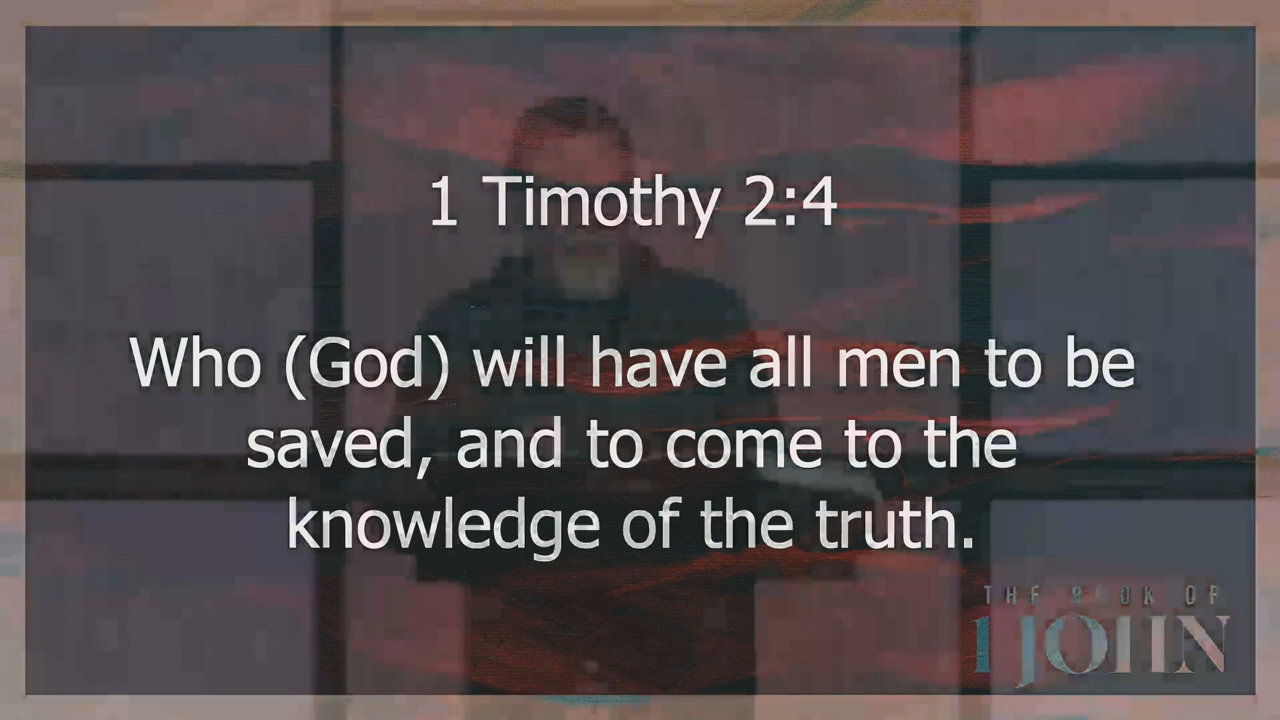 1 Timothy 2:4
Who (God) will have all men to be
saved, and to come to the
knowledge of the truth.
THE BOOK OF
1 JOHN